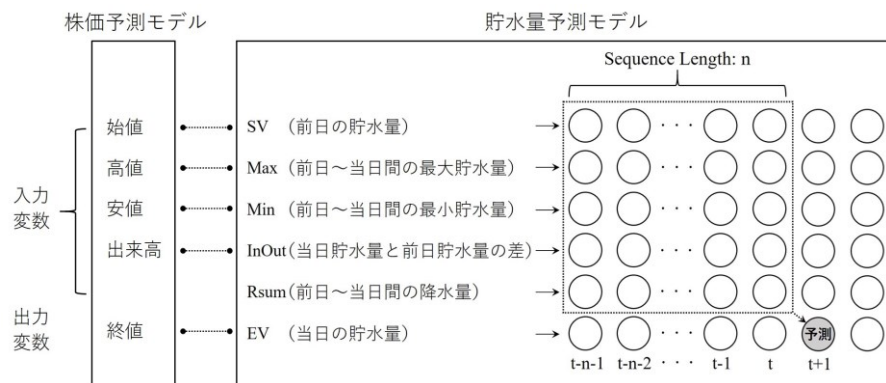 株価予測モデル
貯水量予測モデル
Sequence Length: n
入力
変数
始値
SV (前日の貯水量)
高値
Max (前日～当日間の最大貯水量)
安値
Min (前日～当日間の最小貯水量)
出来高
InOut (当日貯水量と前日貯水量の差)
Rsum (前日～当日間の降水量)
出力
変数
終値
EV (当日の貯水量)
予測
t-n-1 t-n-2 ･･･ t-1 t t+1